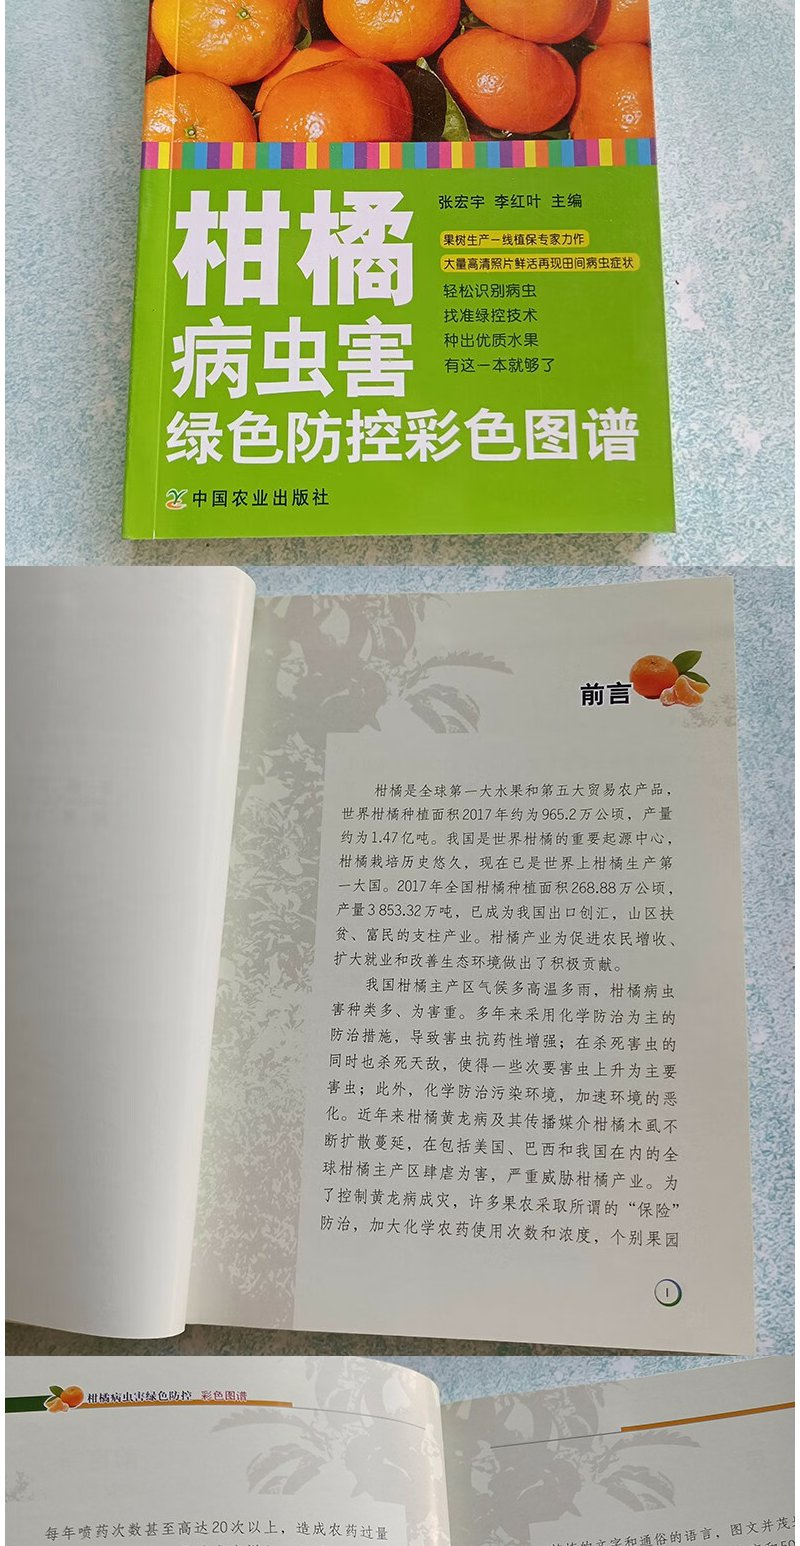 柑橘
病虫害
绿色防控彩色图谱
张宏宇 李红叶 主编
果树生产一线植保专家力作
大量高清照片鲜活再现田间病虫症状
轻松识别病虫
找准绿控技术
种出优质水果
有这一本就够了
中国农业出版社
前言
柑橘是全球第一大水果和第五大贸易农产品，
世界柑橘种植面积2017年约为965.2万公顷，产量
约为1.47亿吨。我国是世界柑橘的重要起源中心，
柑橘栽培历史悠久，现在已是世界上柑橘生产第
一大国。2017年全国柑橘种植面积268.88万公顷，
产量3 853.32万吨，已成为我国出口创汇，山区扶
贫、富民的支柱产业。柑橘产业为促进农民增收、
扩大就业和改善生态环境做出了积极贡献。
我国柑橘主产区气候多高温多雨，柑橘病虫
害种类多、为害重。多年来采用化学防治为主的
防治措施，导致害虫抗药性增强；在杀死害虫的
同时也杀死天敌，使得一些次要害虫上升为主要
害虫；此外，化学防治污染环境，加速环境的恶
化。近年来柑橘黄龙病及其传播媒介柑橘木虱不
断扩散蔓延，在包括美国、巴西和我国在内的全
球柑橘主产区肆虐为害，严重威胁柑橘产业。为
了控制黄龙病成灾，许多果农采取所谓的“保险”
防治，加大化学农药使用次数和浓度，个别果园
I
柑橘病虫害绿色防控 彩色图谱
每年喷药次数甚至高达20次以上，造成农药过量
的文字和通俗的语言，图文并茂